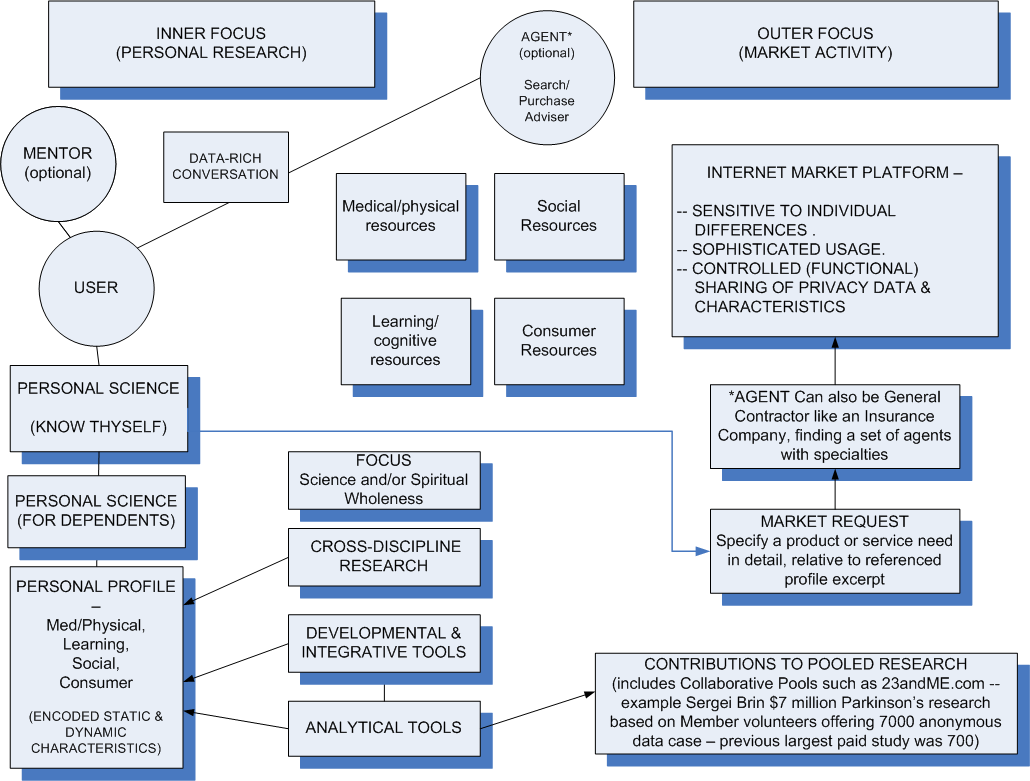 INNER FOCUS
(PERSONAL RESEARCH)
AGENT*
(optional)
Search/
Purchase
Adviser
OUTER FOCUS
(MARKET ACTIVITY)
MENTOR
(optional)
DATA-RICH
CONVERSATION
USER
Medical/physical
resources
Social
Resources
Learning/
cognitive
resources
Consumer
Resources
INTERNET MARKET PLATFORM –
-- SENSITIVE TO INDIVIDUAL
DIFFERENCES .
-- SOPHISTICATED USAGE.
-- CONTROLLED (FUNCTIONAL)
SHARING OF PRIVACY DATA &
CHARACTERISTICS
PERSONAL SCIENCE
(KNOW THYSELF)
*AGENT Can also be General
Contractor like an Insurance
Company, finding a set of agents
with specialties
PERSONAL SCIENCE
(FOR DEPENDENTS)
FOCUS
Science and/or Spiritual
Wholeness
MARKET REQUEST
Specify a product or service need
in detail, relative to referenced
profile excerpt
CROSS-DISCIPLINE
RESEARCH
PERSONAL PROFILE
–
Med/Physical,
Learning,
Social,
Consumer
(ENCODED STATIC &
DYNAMIC
CHARACTERISTICS)
DEVELOPMENTAL &
INTEGRATIVE TOOLS
ANALYTICAL TOOLS
CONTRIBUTIONS TO POOLED RESEARCH
(includes Collaborative Pools such as 23andME.com --
example Sergei Brin $7 million Parkinson's research
based on Member volunteers offering 7000 anonymous
data case – previous largest paid study was 700)